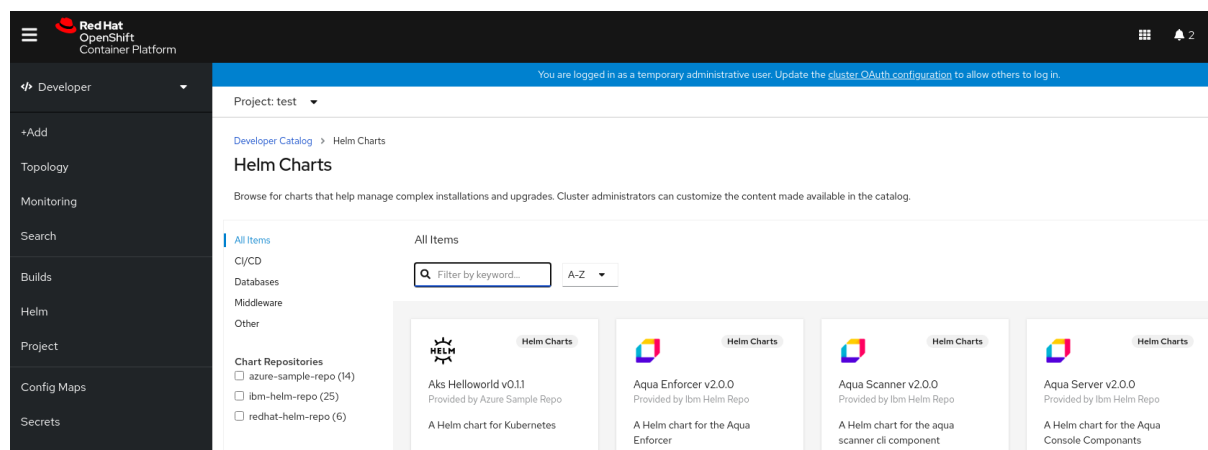 Red Hat
OpenShift
Container Platform
2
Developer
You are logged in as a temporary administrative user. Update the cluster OAuth configuration to allow others to log in.
Project: test
+Add
Topology
Monitoring
Search
Builds
Helm
Project
Config Maps
Secrets
Developer Catalog > Helm Charts
Helm Charts
Browse for charts that help manage complex installations and upgrades. Cluster administrators can customize the content made available in the catalog.
All Items
CI/CD
Databases
Middleware
Other
Chart Repositories
azure-sample-repo (14)
ibm-helm-repo (25)
redhat-helm-repo (6)
All Items
Filter by keyword...
A-Z
HELM
Helm Charts
Aks Helloworld v0.1.1
Provided by Azure Sample Repo
A Helm chart for Kubernetes
Helm Charts
Aqua Enforcer v2.0.0
Provided by Ibm Helm Repo
A Helm chart for the Aqua
Enforcer
Helm Charts
Aqua Scanner v2.0.0
Provided by Ibm Helm Repo
A Helm chart for the aqua
scanner cli component
Helm Charts
Aqua Server v2.0.0
Provided by Ibm Helm Repo
A Helm chart for the Aqua
Console Componants